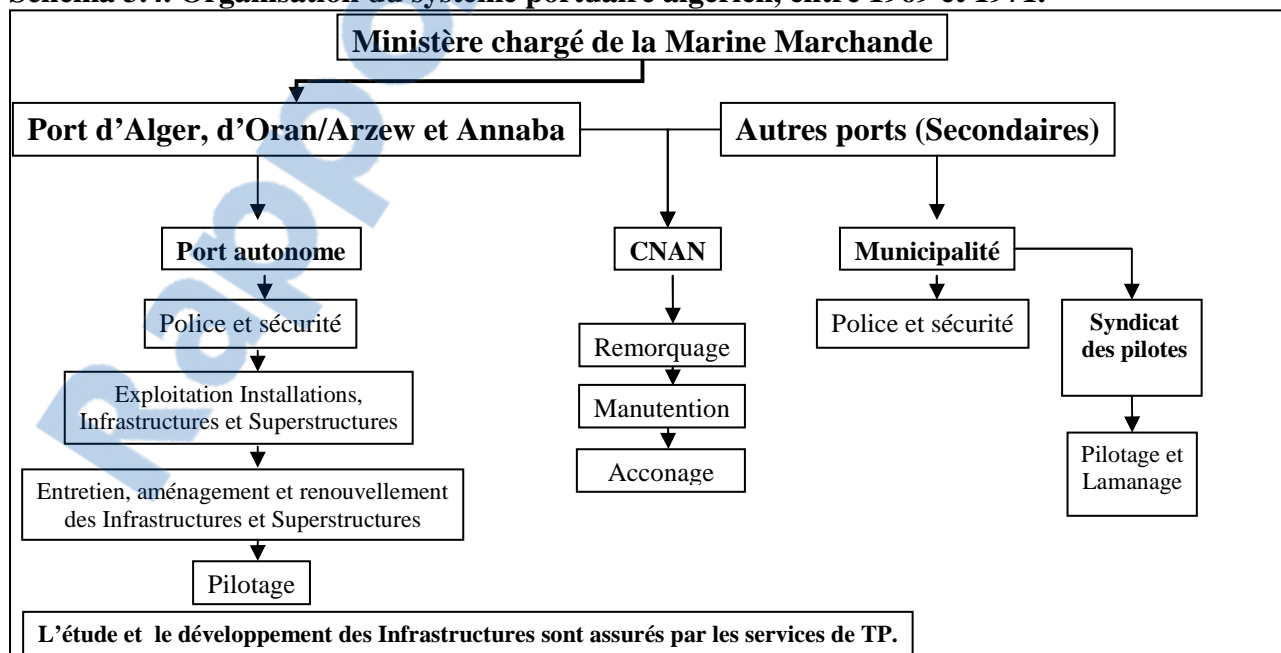 Ministère chargé de la Marine Marchande
Port d'Alger, d'Oran/Arzew et Annaba
Autres ports (Secondaires)
Port autonome
CNAN
Municipalité
Police et sécurité
Police et sécurité
Syndicat
des pilotes
Remorquage
Exploitation Installations,
Infrastructures et Superstructures
Manutention
Acconage
Pilotage et
Lamanage
Entretien, aménagement et renouvellement
des Infrastructures et Superstructures
Pilotage
L'étude et le développement des Infrastructures sont assurés par les services de TP.
Rappo